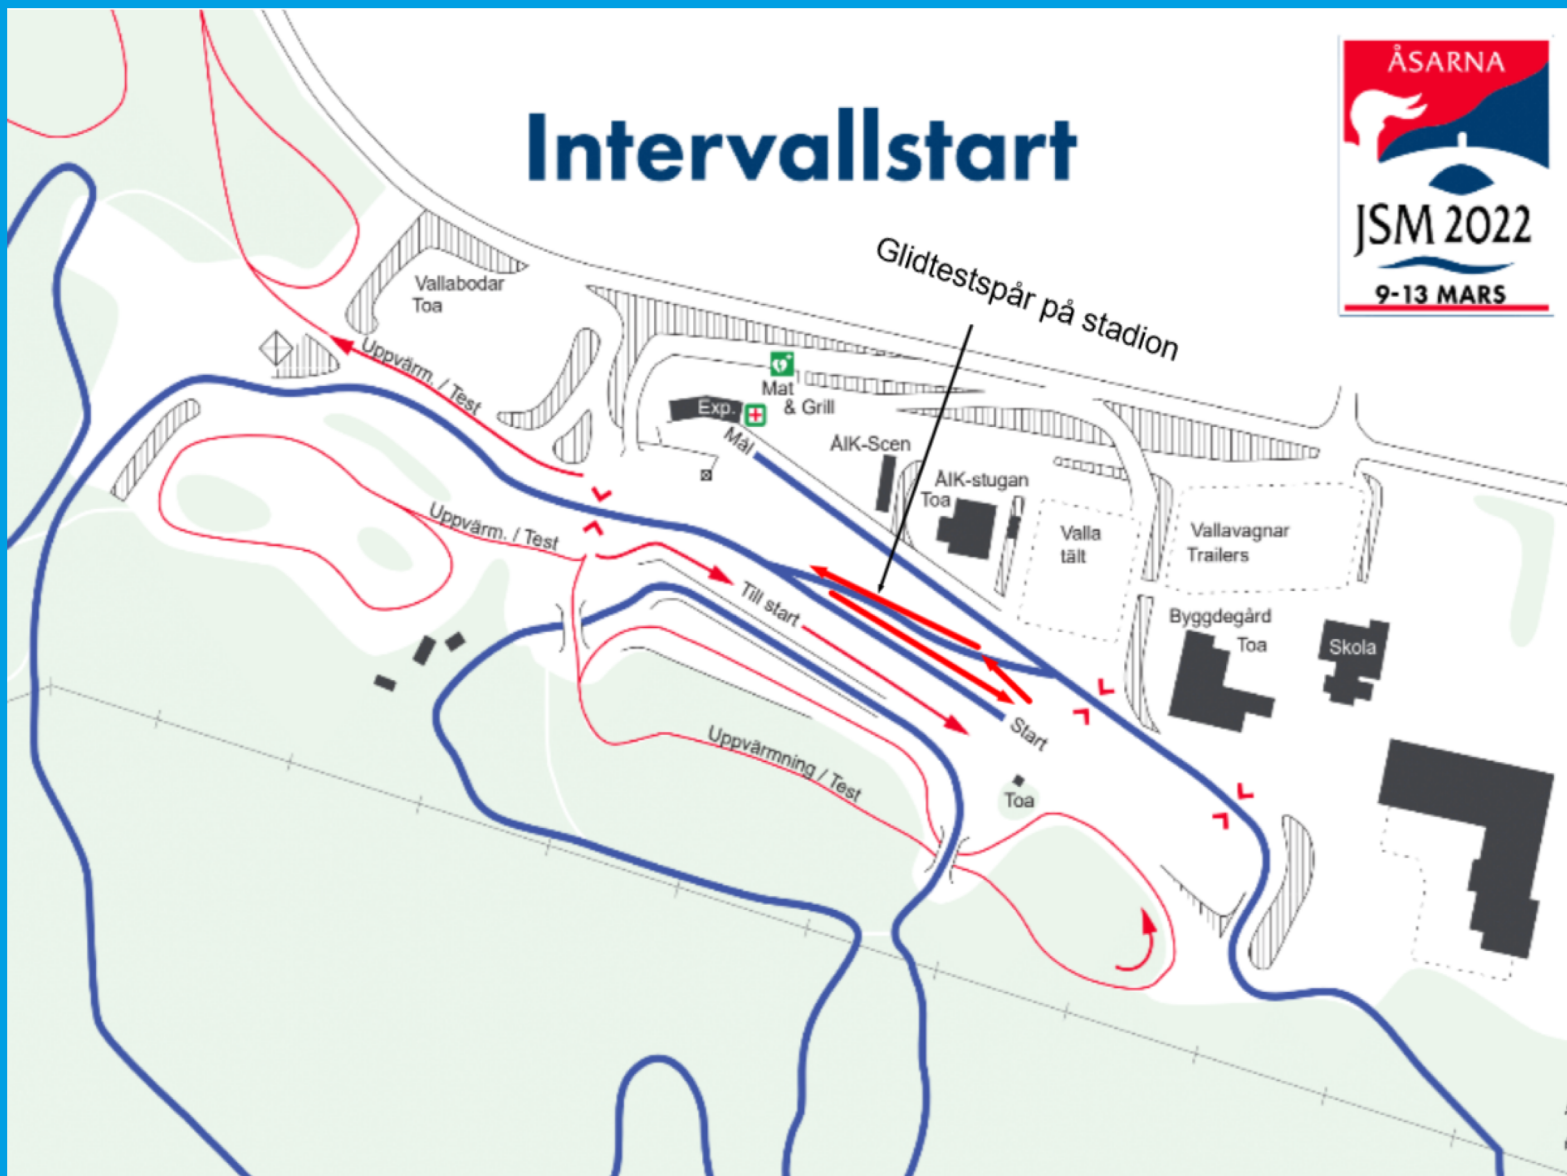 Intervallstart
ÅSARNA
JSM 2022
9-13 MARS
Glidtestspår på stadion
Vallabodar
Toa
Uppvärm. / Test
Mat
& Grill
Exp.
Mål
ÅIK-Scen
ÅIK-stugan
Toa
Valla
tält
Vallavagnar
Trailers
Uppvärm. / Test
Till start
Byggdegård
Toa
Skola
Start
Uppvärmning / Test
Toa